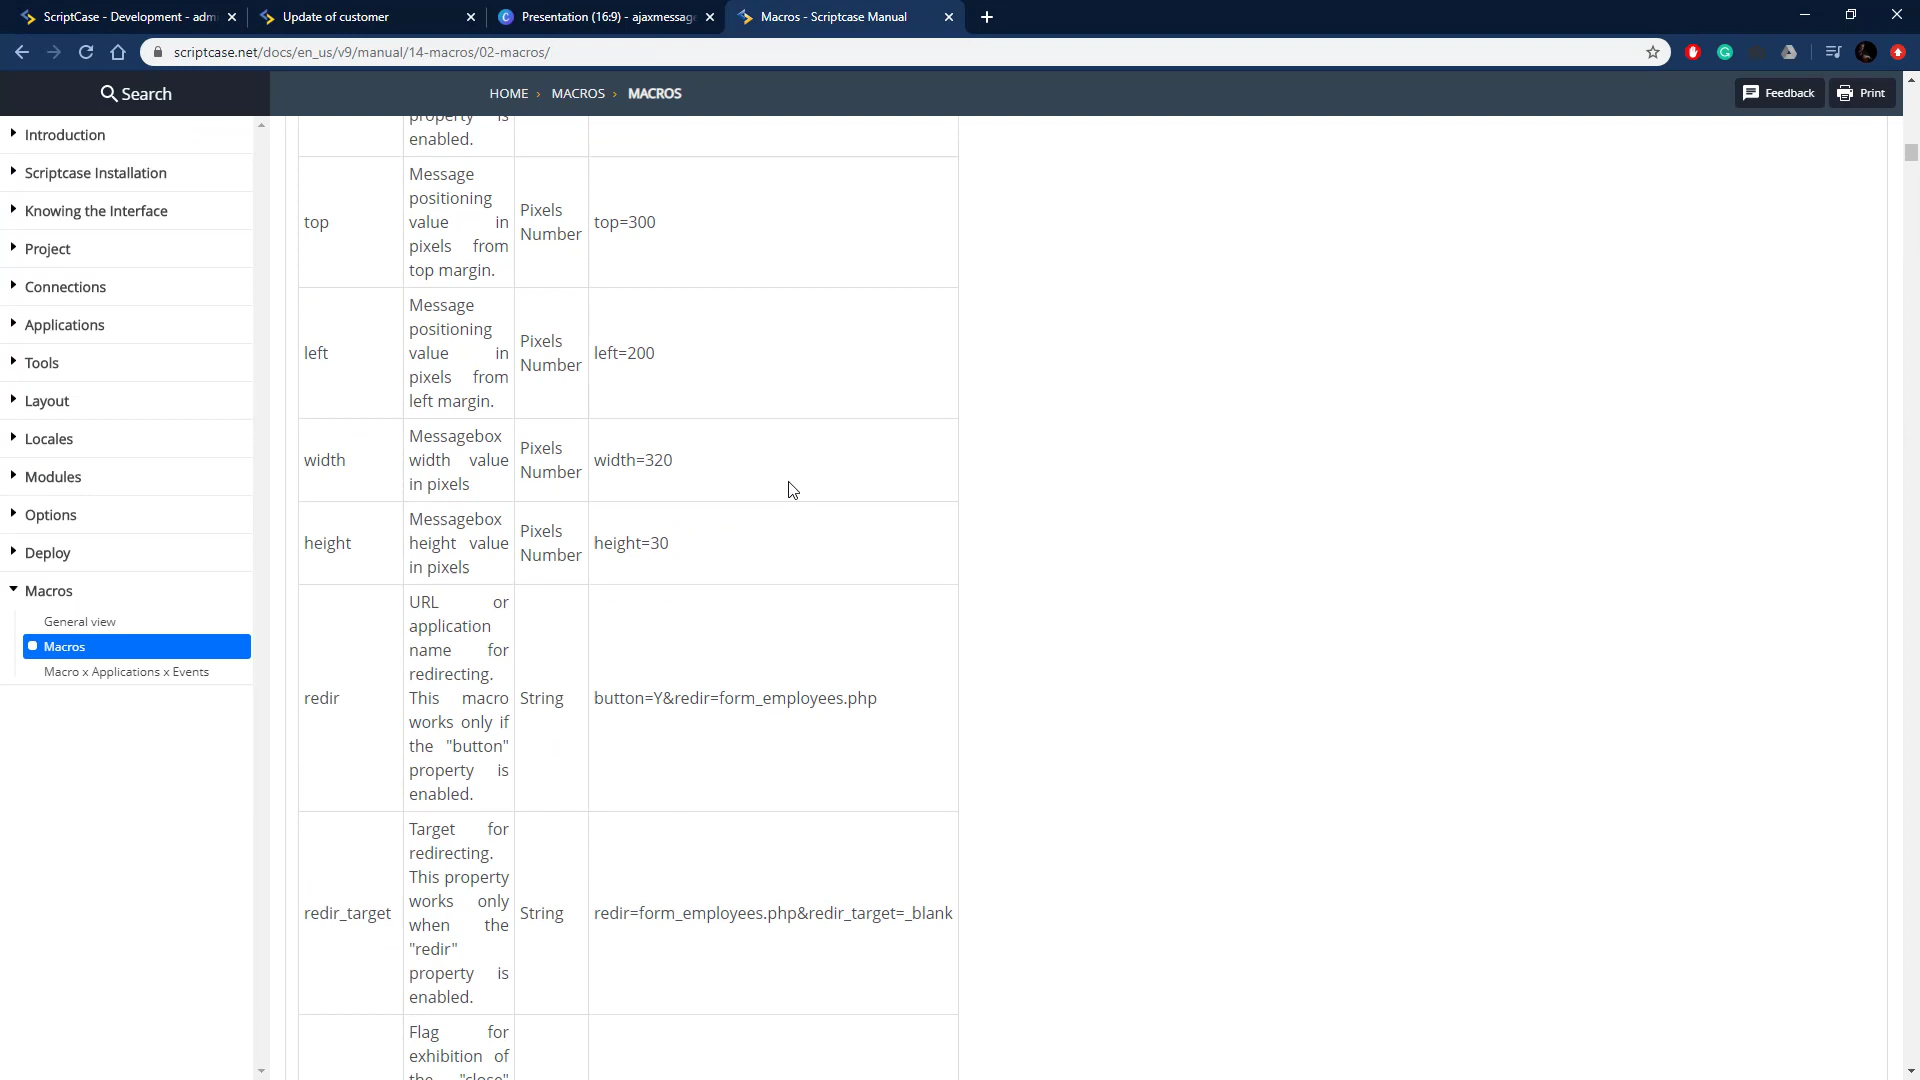 ScriptCase - Development - admi
Update of customer
Presentation (16:9) - ajaxmessage
Macros - Scriptcase Manual
scriptcase.net/docs/en_us/v9/manual/14-macros/02-macros/
Search
HOME › MACROS › MACROS
Feedback
Print
Introduction
Scriptcase Installation
Knowing the Interface
Project
Connections
Applications
Tools
Layout
Locales
Modules
Options
Deploy
Macros
General view
Macros
Macro x Applications x Events
property is
enabled.
top
Message
positioning
value in
pixels from
top margin.
Pixels
Number
top=300
left
Message
positioning
value in
pixels from
left margin.
Pixels
Number
left=200
width
Messagebox
width value
in pixels
Pixels
Number
width=320
height
Messagebox
height value
in pixels
Pixels
Number
height=30
redir
URL or
application
name for
redirecting.
This macro
works only if
the "button"
property is
enabled.
String
button=Y&redir=form_employees.php
redir_target
Target for
redirecting.
This property
works only
when the
"redir"
property is
enabled.
String
redir=form_employees.php&redir_target=_blank
Flag for
exhibition of
the "close"